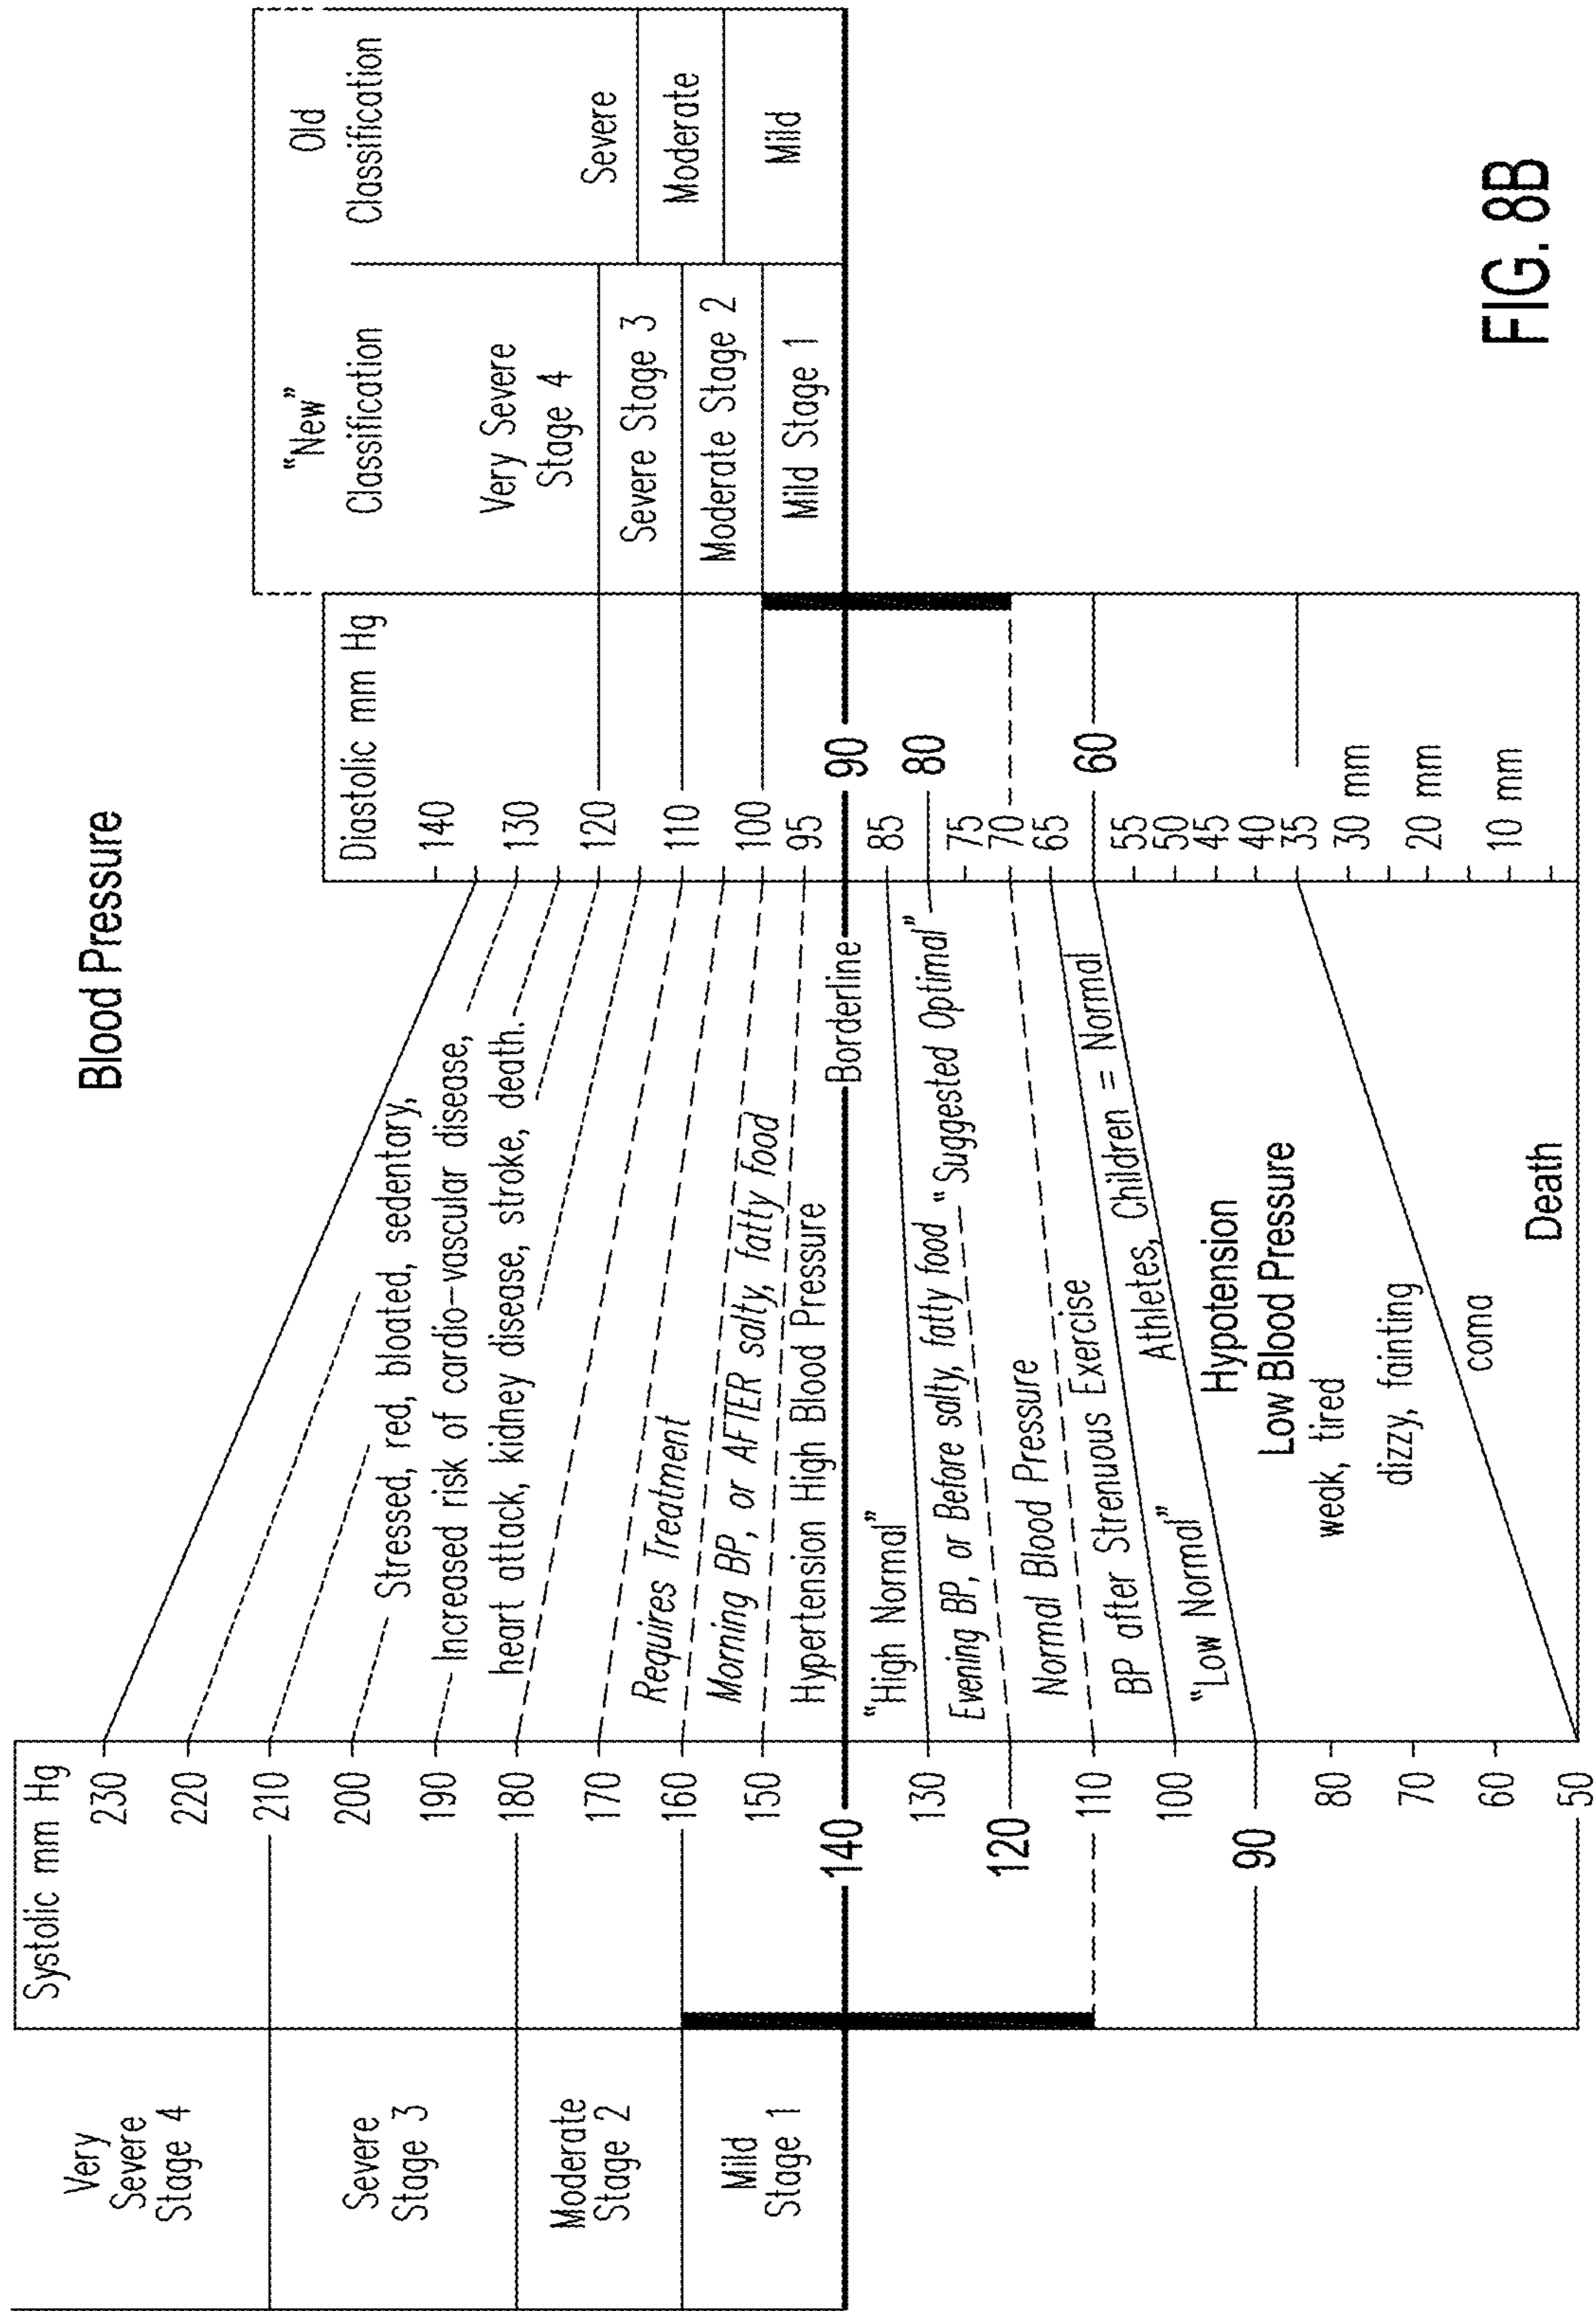 Blood Pressure
Very
Severe
Stage 4
Severe
Stage 3
Moderate
Stage 2
Mild
Stage 1
Systolic mm Hg
230
220
210
200
190
180
170
160
150
140
130
120
110
100
90
80
70
60
50
Stressed, red, bloated, sedentary,
Increased risk of cardio-vascular disease,
heart attack, kidney disease, stroke, death.
Requires Treatment
Morning BP, or AFTER salty, fatty food
Hypertension High Blood Pressure
Borderline
"High Normal"
Evening BP, or Before salty, fatty food "Suggested Optimal"
Normal Blood Pressure
BP after Strenuous Exercise
Athletes, Children = Normal
"Low Normal"
Hypotension
Low Blood Pressure
weak, tired
dizzy, fainting
coma
Death
Diastolic mm Hg
140
130
120
110
100
95
90
85
80
75
70
65
60
55
50
45
40
35
30 mm
20 mm
10 mm
"New"
Classification
Very Severe
Stage 4
Severe Stage 3
Moderate Stage 2
Mild Stage 1
Old
Classification
Severe
Moderate
Mild
FIG. 8B